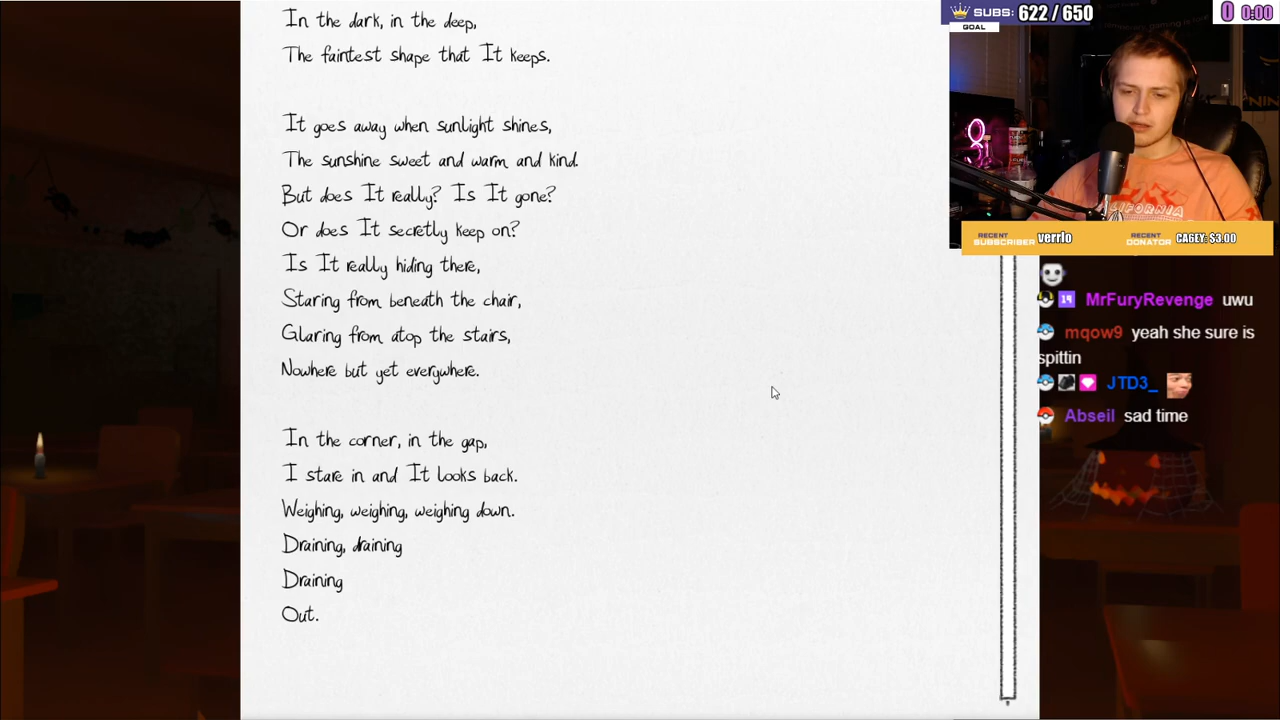 In the dark, in the deep,
The faintest shape that It keeps.
It goes away when sunlight shines,
The sunshine sweet and warm and kind.
But does It really? Is It gone?
Or does It secretly keep on?
Is It really hiding there,
Staring from beneath the chair,
Glaring from atop the stairs,
Nowhere but yet everywhere.
In the corner, in the gap,
I stare in and It looks back.
Weighing, weighing, weighing down.
Draining, draining
Draining
Out.
SUBS: 622 / 650
GOAL
0 0:00
CALIFORNIA
RECENT SUBSCRIBER verrlo
RECENT DONATOR CA6EY: $3.00
14 MrFuryRevenge uwu
mqow9 yeah she sure is
spittin
JTD3_
Abseil sad time